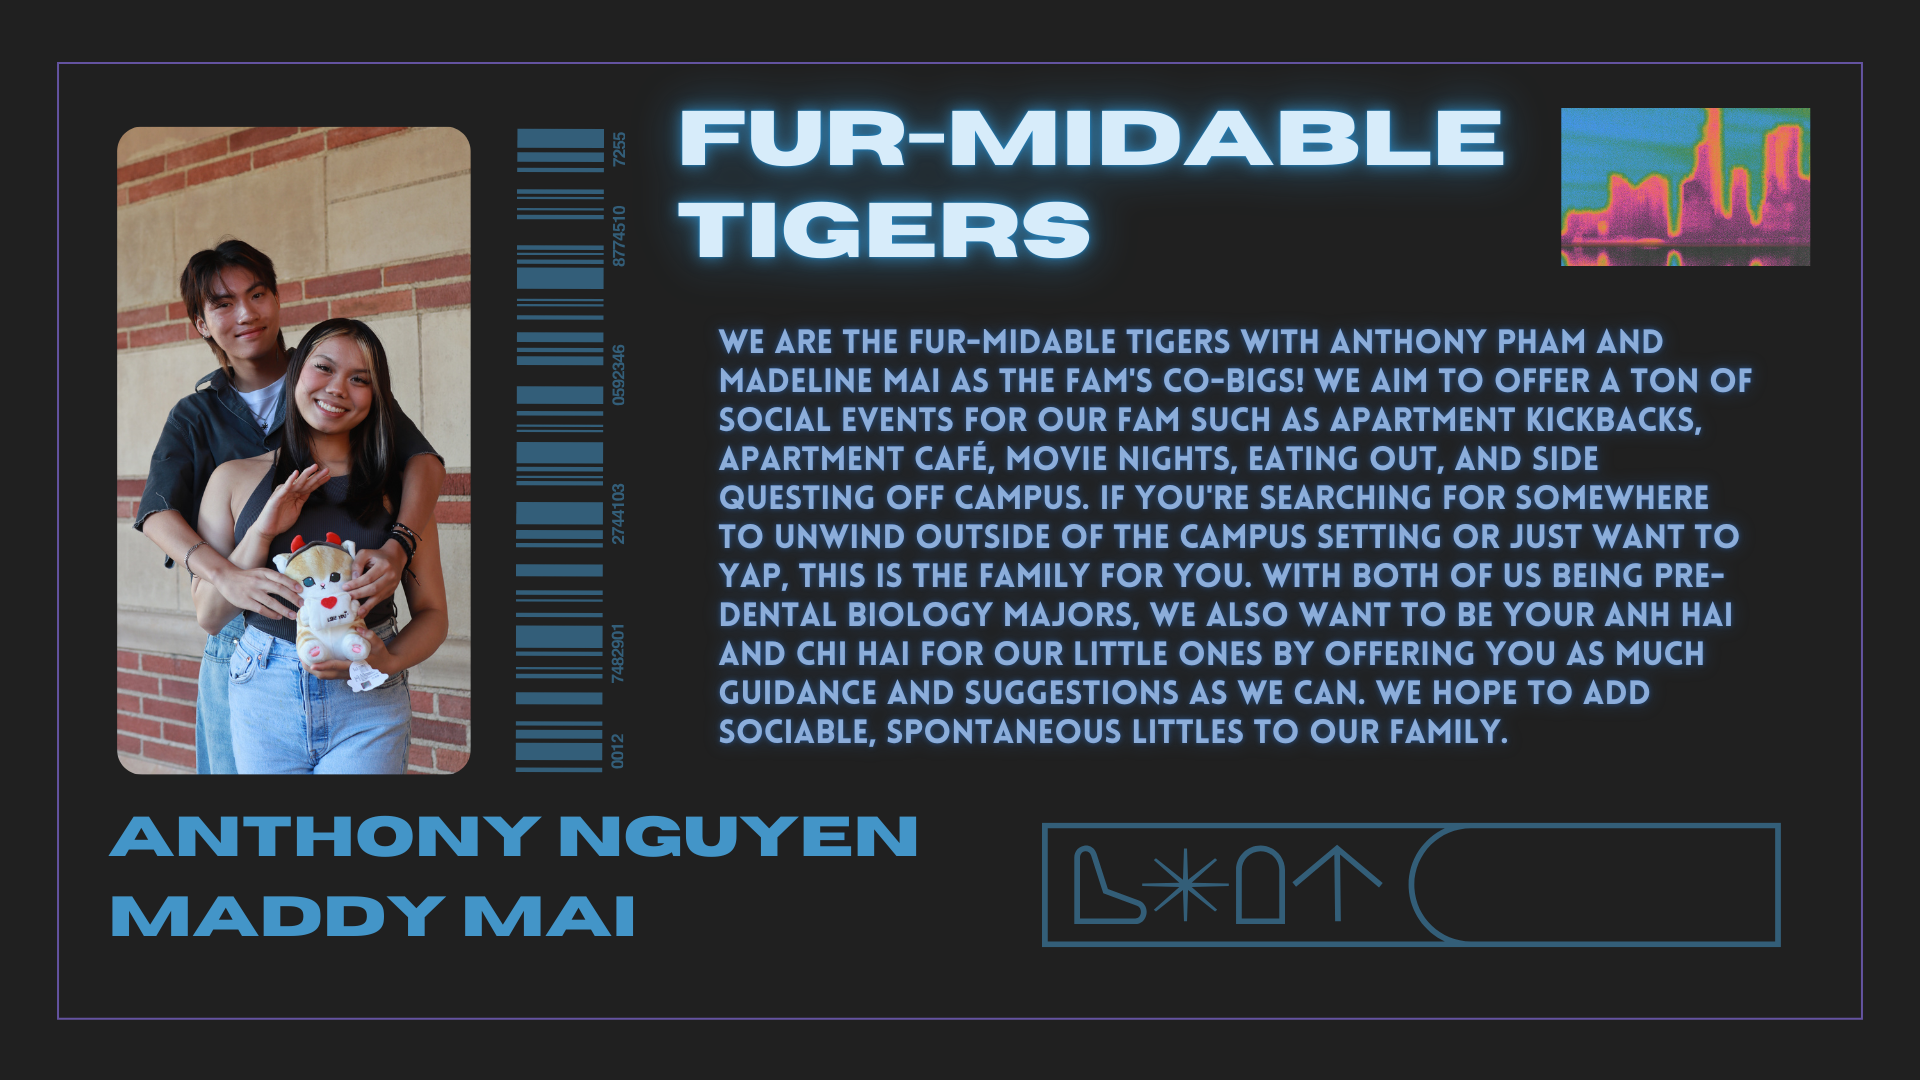 FUR-MIDABLE
TIGERS
7255
8774510
0592346
2744103
7482901
0012
WE ARE THE FUR-MIDABLE TIGERS WITH ANTHONY PHAM AND
MADELINE MAI AS THE FAM'S CO-BIGS! WE AIM TO OFFER A TON OF
SOCIAL EVENTS FOR OUR FAM SUCH AS APARTMENT KICKBACKS,
APARTMENT CAFÉ, MOVIE NIGHTS, EATING OUT, AND SIDE
QUESTING OFF CAMPUS. IF YOU'RE SEARCHING FOR SOMEWHERE
TO UNWIND OUTSIDE OF THE CAMPUS SETTING OR JUST WANT TO
YAP, THIS IS THE FAMILY FOR YOU. WITH BOTH OF US BEING PRE-
DENTAL BIOLOGY MAJORS, WE ALSO WANT TO BE YOUR ANH HAI
AND CHI HAI FOR OUR LITTLE ONES BY OFFERING YOU AS MUCH
GUIDANCE AND SUGGESTIONS AS WE CAN. WE HOPE TO ADD
SOCIABLE, SPONTANEOUS LITTLES TO OUR FAMILY.
ANTHONY NGUYEN
MADDY MAI